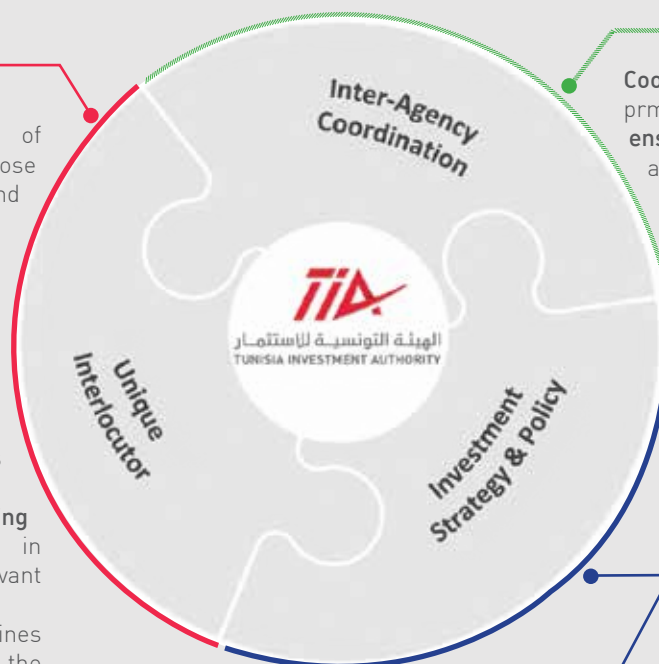 Inter-Agency
Coordination
of
ose
nd
TIA
الهيئة التونسية للاستثمار
TUNISIA INVESTMENT AUTHORITY
Unique
Interlocutor
Investment
Strategy & Policy
ng
in
vant
ines
the
Coo
prm
ens
a